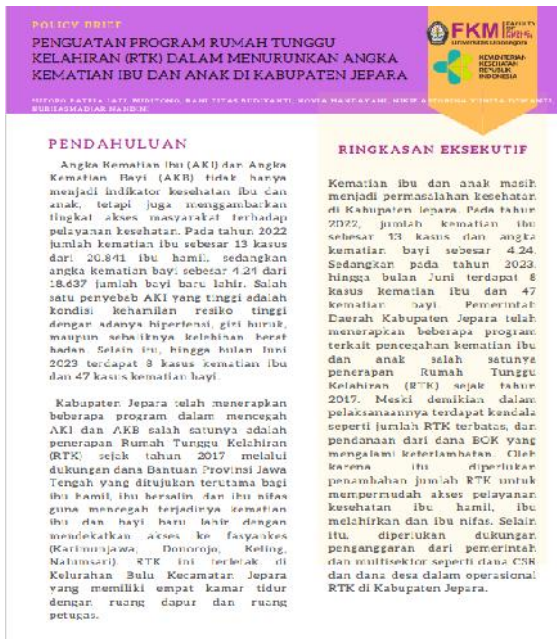 POLICY BRIEF
PENGUATAN PROGRAM RUMAH TUNGGU
KELAHIRAN (RTK) DALAM MENURUNKAN ANGKA
KEMATIAN IBU DAN ANAK DI KABUPATEN JEPARA
FKM
Universitas Diponegoro
KEMENTERIAN
KESEHATAN
REPUBLIK
INDONESIA
PENDAHULUAN
Angka Kematian Ibu (AKI) dan Angka
Kematian Bayi (AKB) tidak hanya
menjadi indikator kesehatan ibu dan
anak, tetapi juga menggambarkan
tingkat akses masyarakat terhadap
pelayanan kesehatan. Pada tahun 2022
jumlah kematian ibu sebesar 13 kasus
dari 20.841 ibu hamil, sedangkan
angka kematian bayi sebesar 4.24 dari
18.637 jumlah bayi baru lahir. Salah
satu penyebab AKI yang tinggi adalah
kondisi kehamilan resiko tinggi
dengan adanya hipertensi, gizi buruk,
maupun sebaliknya kelebihan berat
badan. Selain itu, hingga bulan Juni
2023 terdapat 8 kasus kematian ibu
dan 47 kasus kematian bayi.
Kabupaten Jepara telah menerapkan
beberapa program dalam mencegah
AKI dan AKB salah satunya adalah
penerapan Rumah Tunggu Kelahiran
(RTK) sejak tahun 2017 melalui
dukungan dana Bantuan Provinsi Jawa
Tengah yang ditujukan terutama bagi
ibu hamil, ibu bersalin dan ibu nifas
guna mencegah terjadinya kematian
ibu dan bayi baru lahir dengan
mendekatkan akses ke fasyankes
(Karimunjawa, Donorojo, Keling,
Nalumsari). RTK ini terletak di
Kelurahan Bulu Kecamatan Jepara
yang memiliki empat kamar tidur
dengan ruang dapur dan ruang
petugas.
RINGKASAN EKSEKUTIF
Kematian ibu dan anak masih
menjadi permasalahan kesehatan
di Kabupaten Jepara. Pada tahun
2022, jumlah kematian ibu
sebesar 13 kasus dan angka
kematian bayi sebesar 4.24.
Sedangkan pada tahun 2023,
hingga bulan Juni terdapat 8
kasus kematian ibu dan 47
kematian bayi. Pemerintah
Daerah Kabupaten Jepara telah
menerapkan beberapa program
terkait pencegahan kematian ibu
dan anak salah satunya
penerapan Rumah Tunggu
Kelahiran (RTK) sejak tahun
2017. Meski demikian dalam
pelaksanaannya terdapat kendala
seperti jumlah RTK terbatas, dan
pendanaan dari dana BOK yang
mengalami keterlambatan. Oleh
karena itu diperlukan
penambahan jumlah RTK untuk
mempermudah akses pelayanan
kesehatan ibu hamil, ibu
melahirkan dan ibu nifas. Selain
itu, diperlukan dukungan
penganggaran dari pemerintah
dan multisektor seperti dana CSR
dan dana desa dalam operasional
RTK di Kabupaten Jepara.